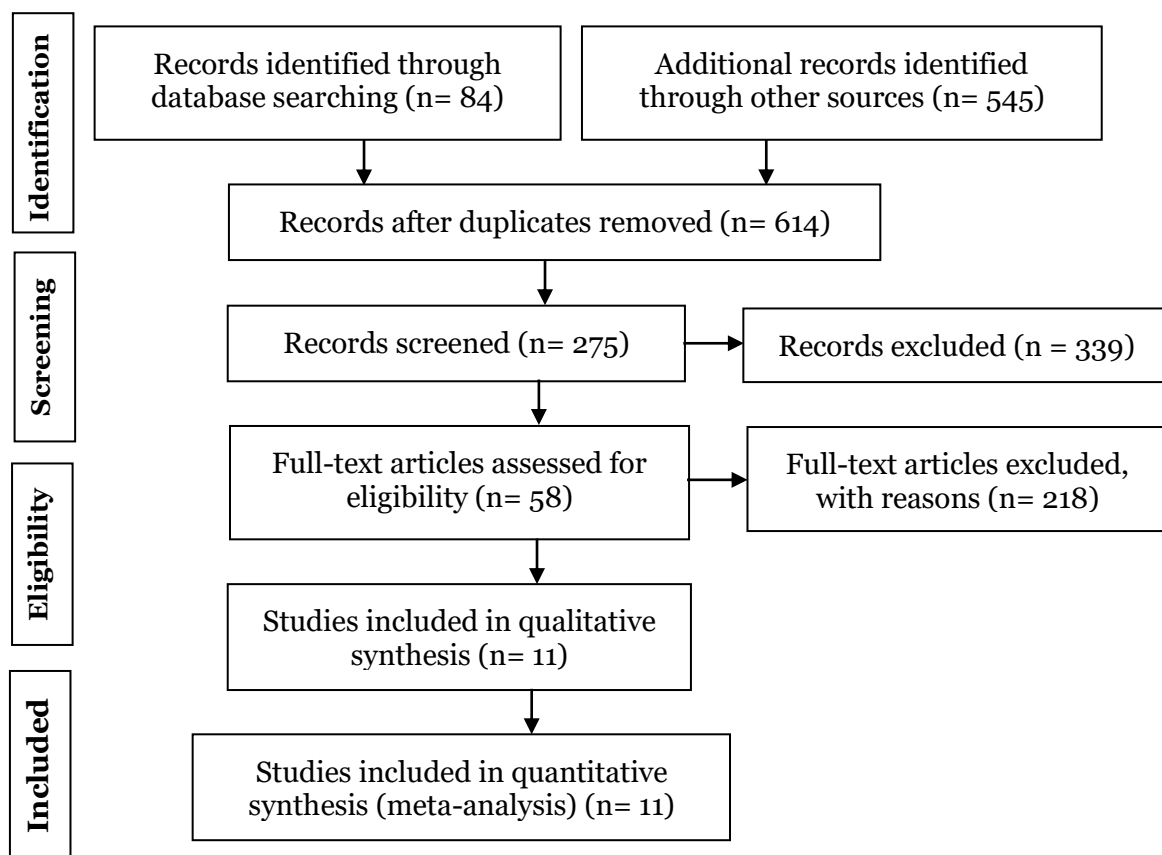 Identification
Records identified through
database searching (n= 84)
Additional records identified
through other sources (n= 545)
Records after duplicates removed (n= 614)
Screening
Records screened (n= 275)
Records excluded (n = 339)
Eligibility
Full-text articles assessed for
eligibility (n= 58)
Full-text articles excluded,
with reasons (n= 218)
Studies included in qualitative
synthesis (n= 11)
Included
Studies included in quantitative
synthesis (meta-analysis) (n= 11)